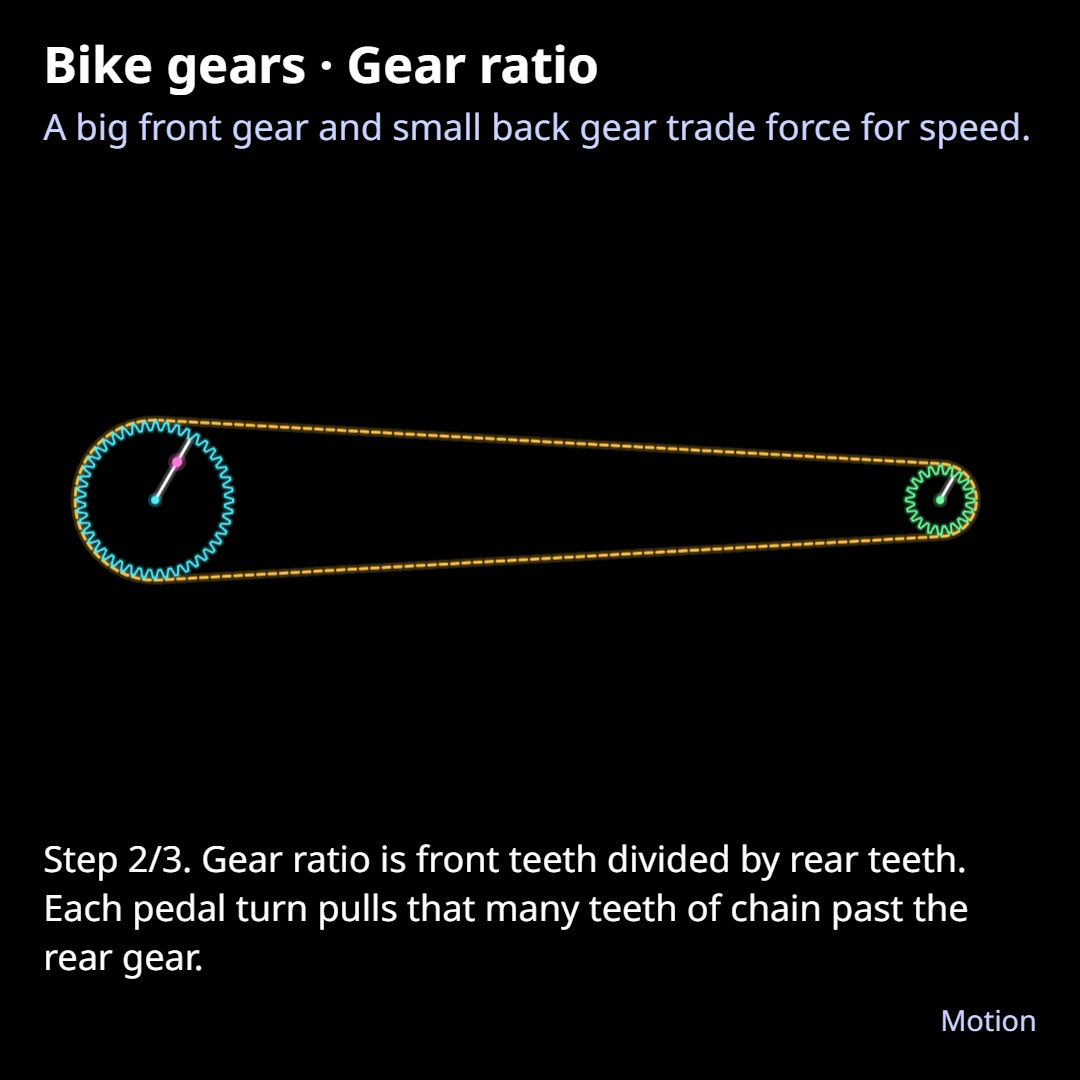 Bike gears · Gear ratio
A big front gear and small back gear trade force for speed.
Step 2/3. Gear ratio is front teeth divided by rear teeth.
Each pedal turn pulls that many teeth of chain past the
rear gear.
Motion